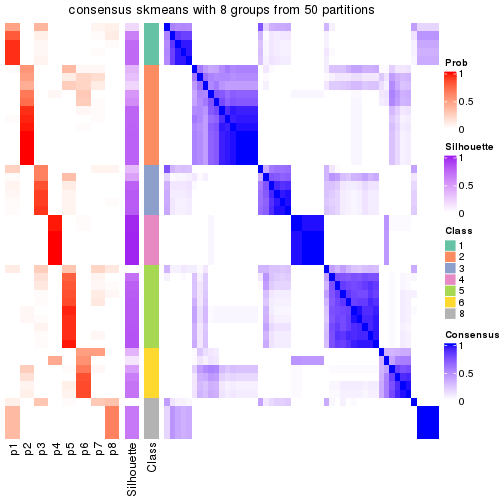 consensus skmeans with 8 groups from 50 partitions
Prob
1
0.5
0
Silhouette
1
0.5
0
Class
1
2
3
4
5
6
8
Consensus
1
0.5
0
p1
p2
p3
p4
p5
p6
p7
p8
Silhouette
Class